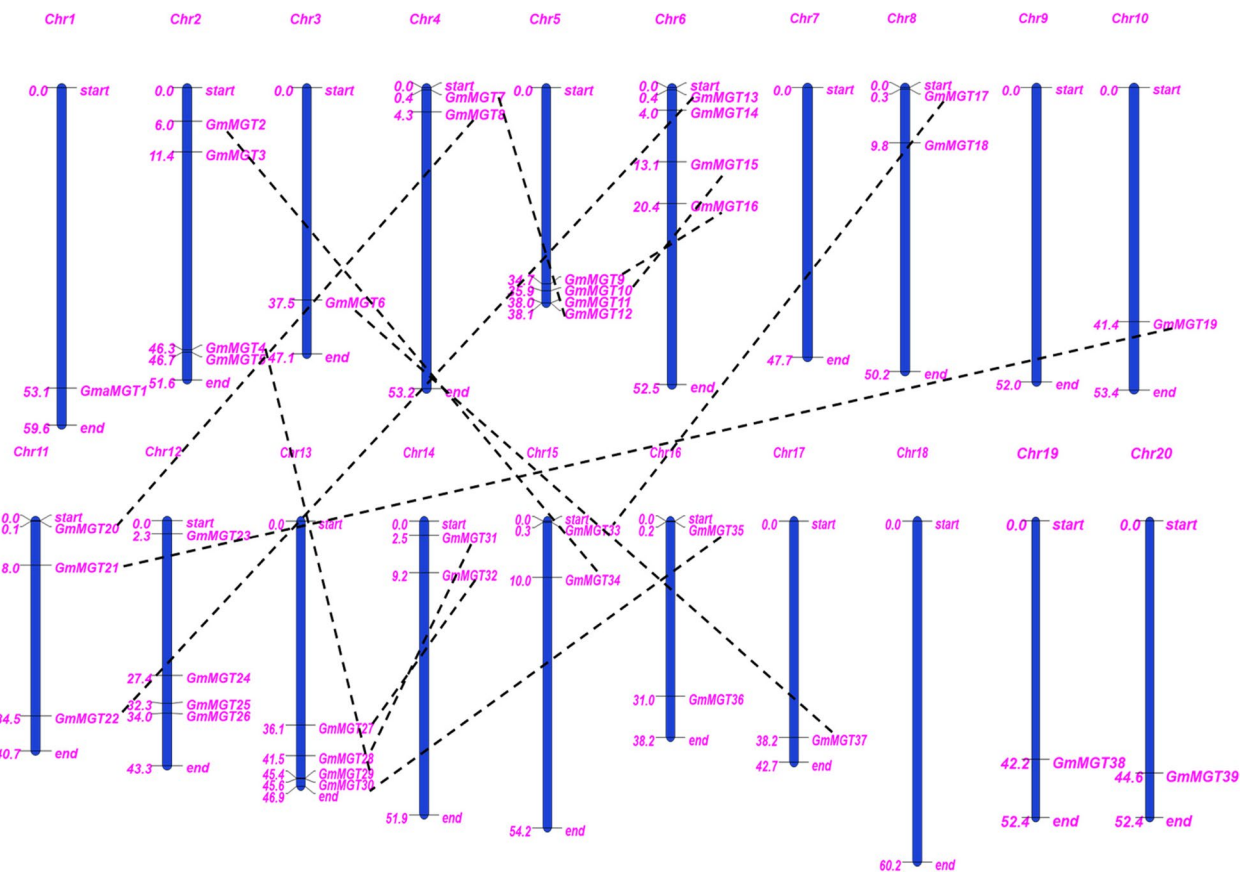 Chr1 Chr2 Chr3 Chr4 Chr5 Chr6 Chr7 Chr8 Chr9 Chr10
0.0 start
53.1 GmaMGT1
59.6 end
0.0 start
6.0 GmMGT2
11.4 GmMGT3
46.3 GmMGT4
46.7 GmMGT5
51.6 end
0.0 start
37.5 GmMGT6
47.1 end
0.0 start
0.4 GmMGT7
4.3 GmMGT8
53.2 end
0.0 start
34.7 GmMGT9
35.9 GmMGT10
38.0 GmMGT11
38.1 GmMGT12
0.0 start
0.4 GmMGT13
4.0 GmMGT14
13.1 GmMGT15
20.4 GmMGT16
52.5 end
0.0 start
47.7 end
0.0 start
0.3 GmMGT17
9.8 GmMGT18
50.2 end
0.0 start
52.0 end
0.0 start
41.4 GmMGT19
53.4 end
Chr11 Chr12 Chr13 Chr14 Chr15 Chr16 Chr17 Chr18 Chr19 Chr20
0.0 start
0.1 GmMGT20
8.0 GmMGT21
34.5 GmMGT22
40.7 end
0.0 start
2.3 GmMGT23
27.4 GmMGT24
32.3 GmMGT25
34.0 GmMGT26
43.3 end
0.0 start
36.1 GmMGT27
41.5 GmMGT28
45.4 GmMGT29
45.6 GmMGT30
46.9 end
0.0 start
2.5 GmMGT31
9.2 GmMGT32
51.9 end
0.0 start
0.3 GmMGT33
10.0 GmMGT34
54.2 end
0.0 start
0.2 GmMGT35
31.0 GmMGT36
38.2 end
0.0 start
38.2 GmMGT37
42.7 end
0.0 start
60.2 end
0.0 start
42.2 GmMGT38
52.4 end
0.0 start
44.6 GmMGT39
52.4 end